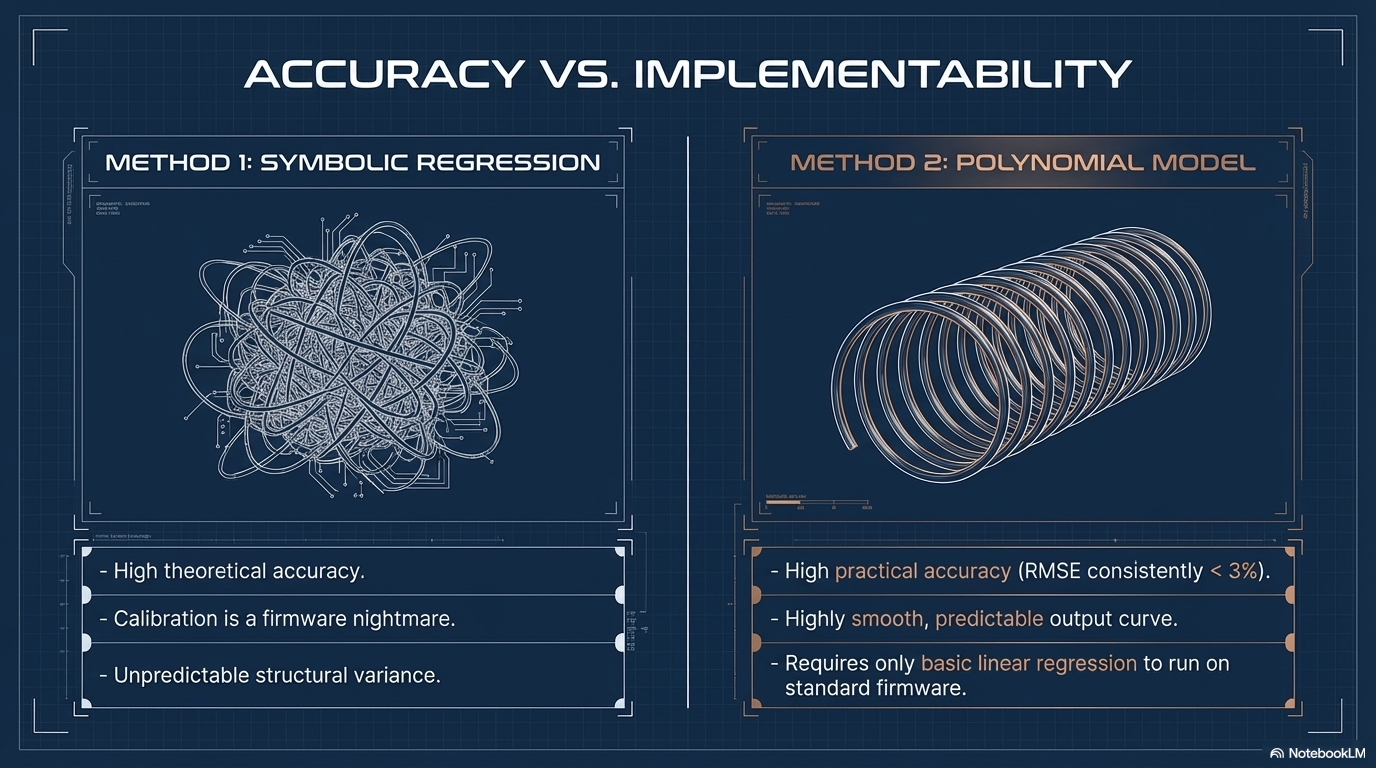 ACCURACY VS. IMPLEMENTABILITY
METHOD 1: SYMBOLIC REGRESSION
- High theoretical accuracy.
- Calibration is a firmware nightmare.
- Unpredictable structural variance.
METHOD 2: POLYNOMIAL MODEL
- High practical accuracy (RMSE consistently < 3%).
- Highly smooth, predictable output curve.
- Requires only basic linear regression to run on
standard firmware.
NotebookLM